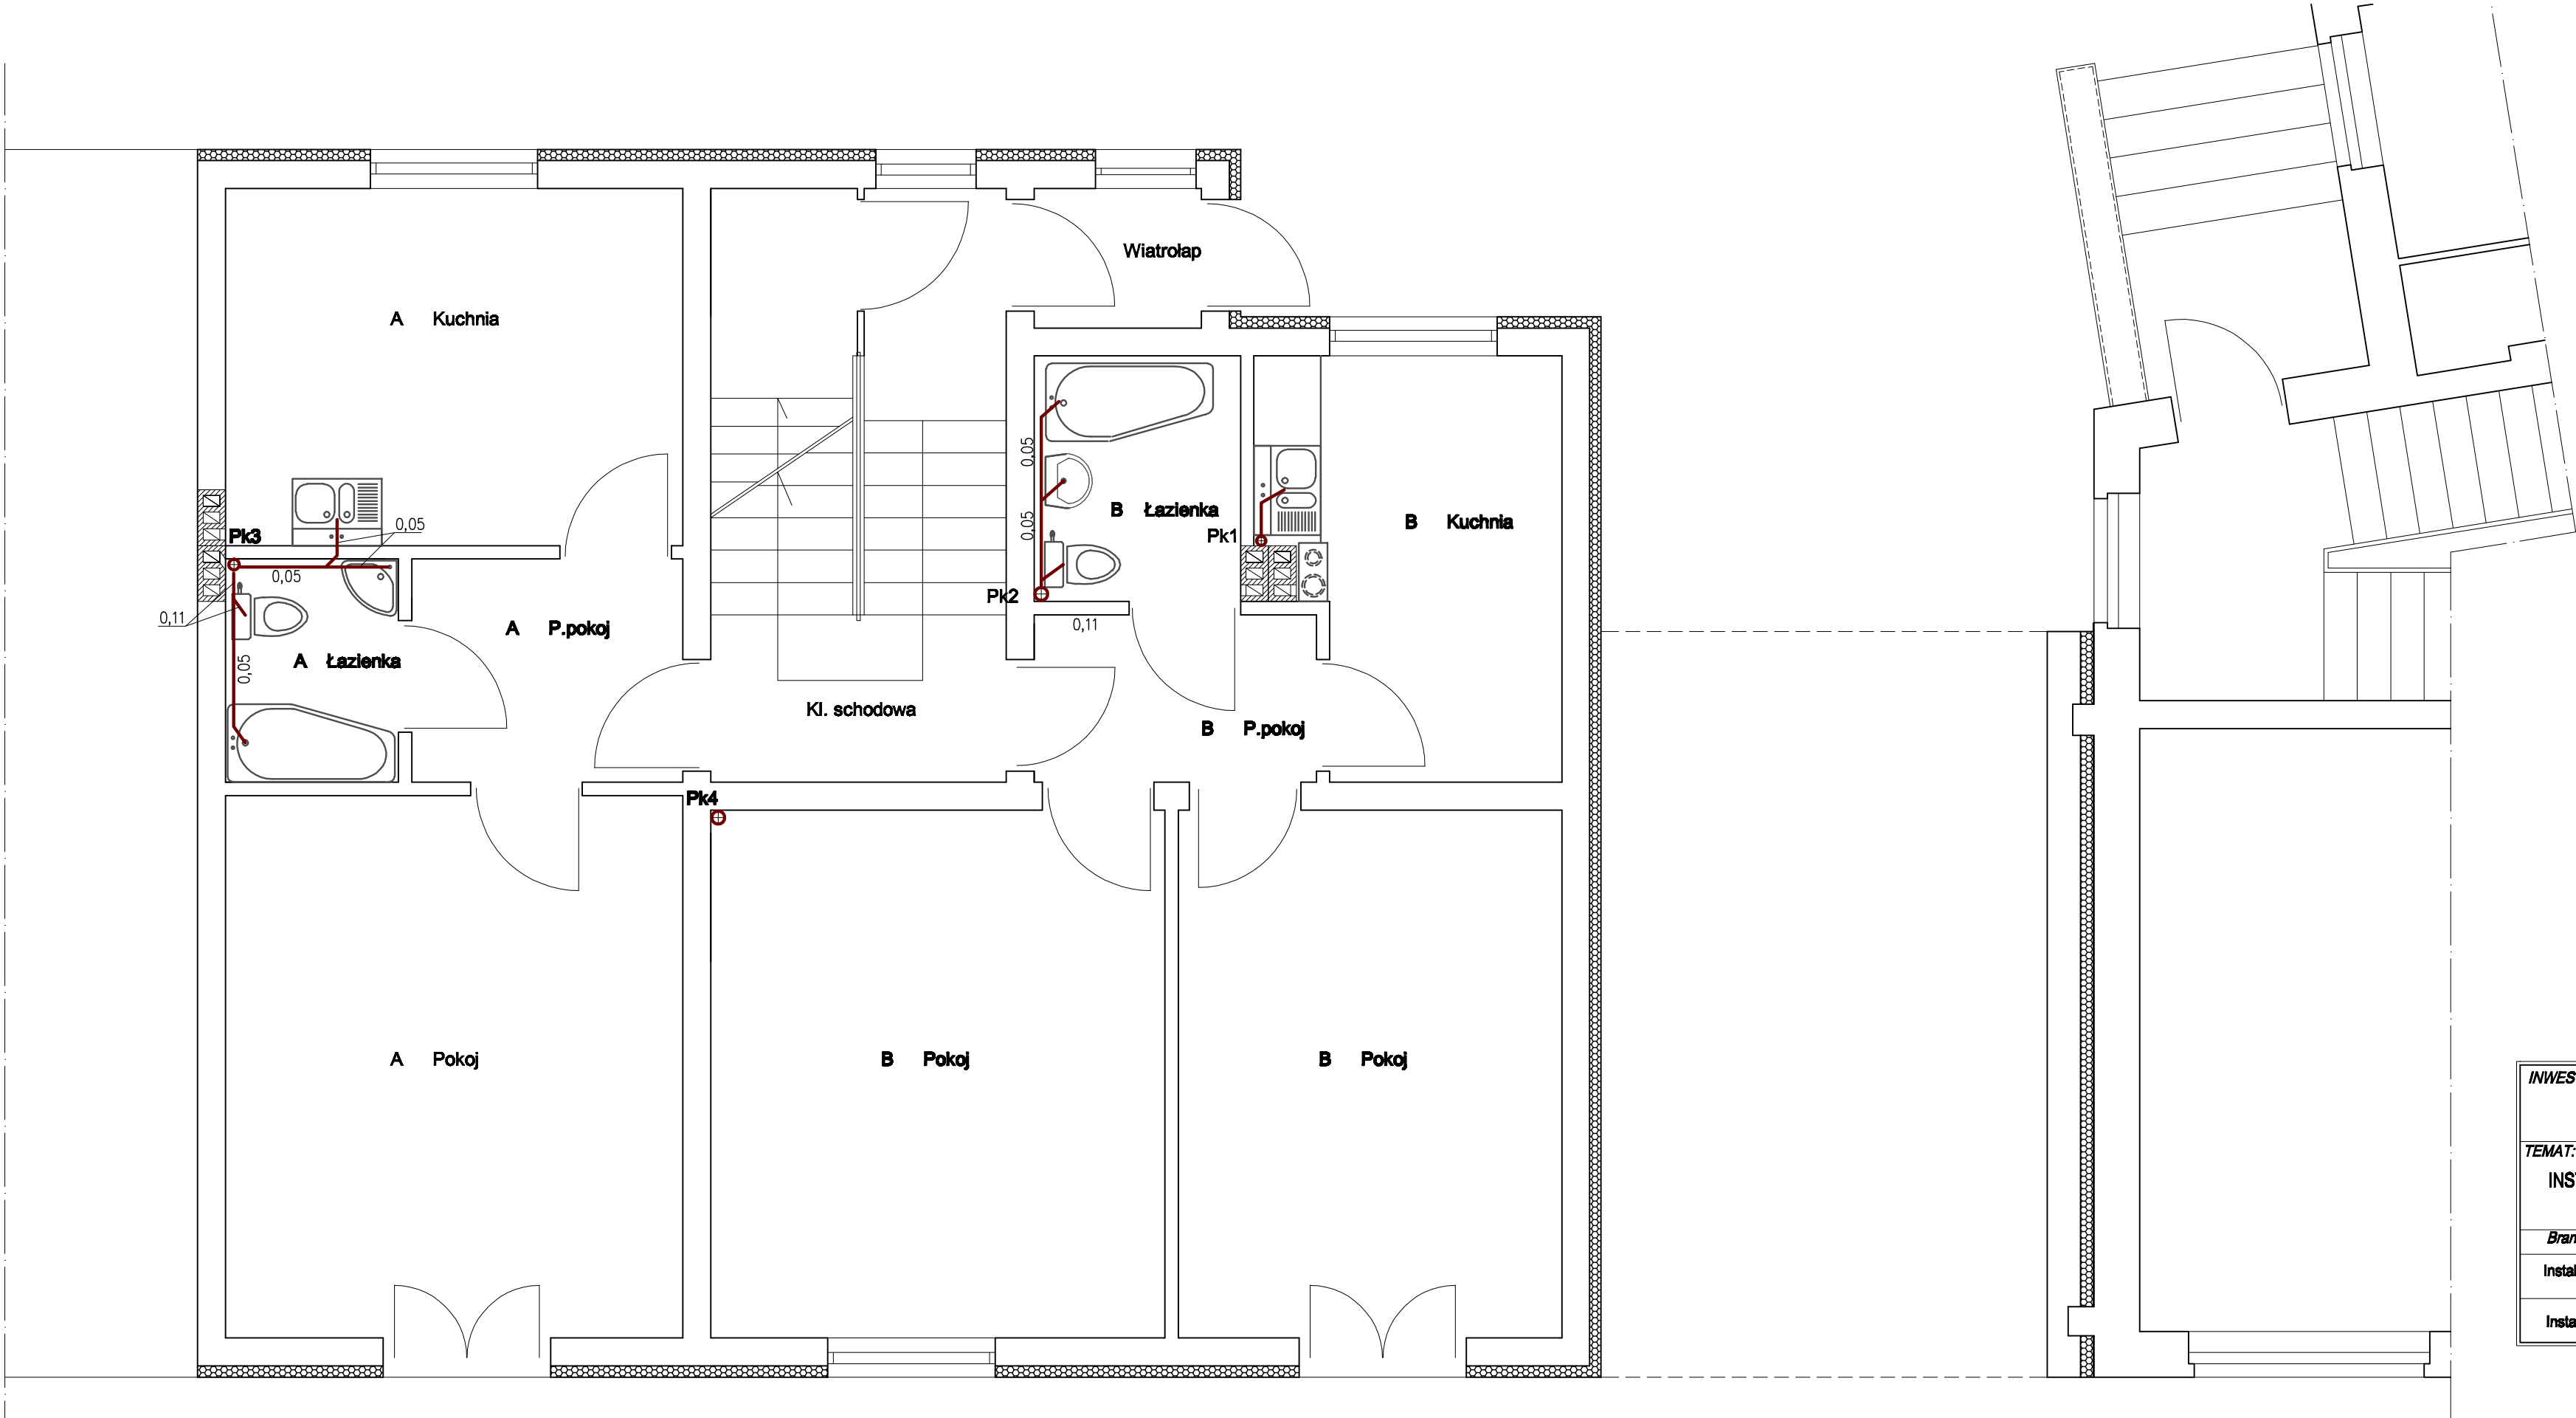 Wiatrołap
A Kuchnia
0,05
B Łazienka
Pk1
B Kuchnia
0,05
Pk3
0,05
0,05
Pk2
0,11
0,11
A P.pokoj
A Łazienka
0,05
Kl. schodowa
B P.pokoj
Pk4
A Pokoj
B Pokoj
B Pokoj
INWES
TEMAT:
INS
Bran
Instal
Insta